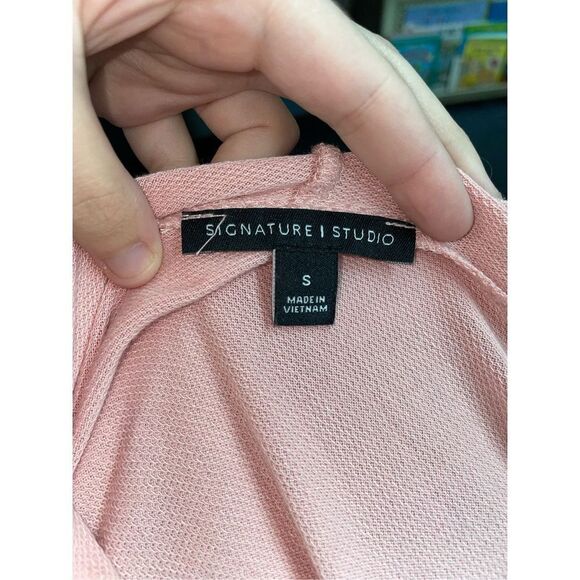 SIGNATURE | STUDIO
S
MADE IN
VIETNAM